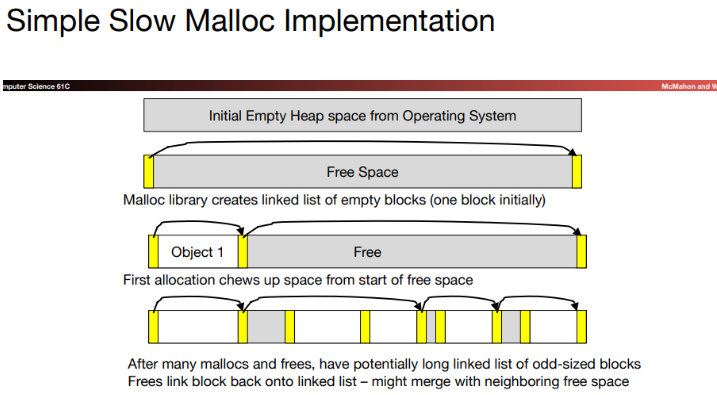 Simple Slow Malloc Implementation
mputer Science 61C
McMahon and W
Initial Empty Heap space from Operating System
Free Space
Malloc library creates linked list of empty blocks (one block initially)
Object 1
Free
First allocation chews up space from start of free space
After many mallocs and frees, have potentially long linked list of odd-sized blocks
Frees link block back onto linked list – might merge with neighboring free space